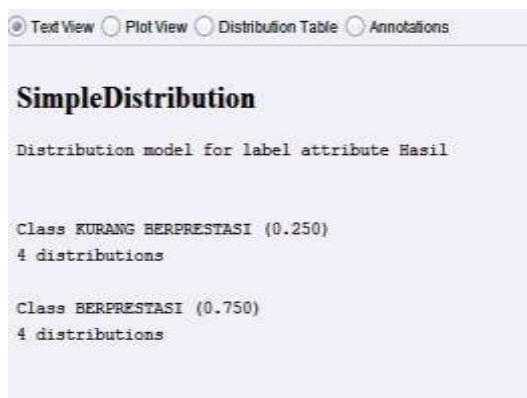 Text View Plot View Distribution Table Annotations
SimpleDistribution
Distribution model for label attribute Hasil
Class KURANG BERPRESTASI (0.250)
4 distributions
Class BERPRESTASI (0.750)
4 distributions